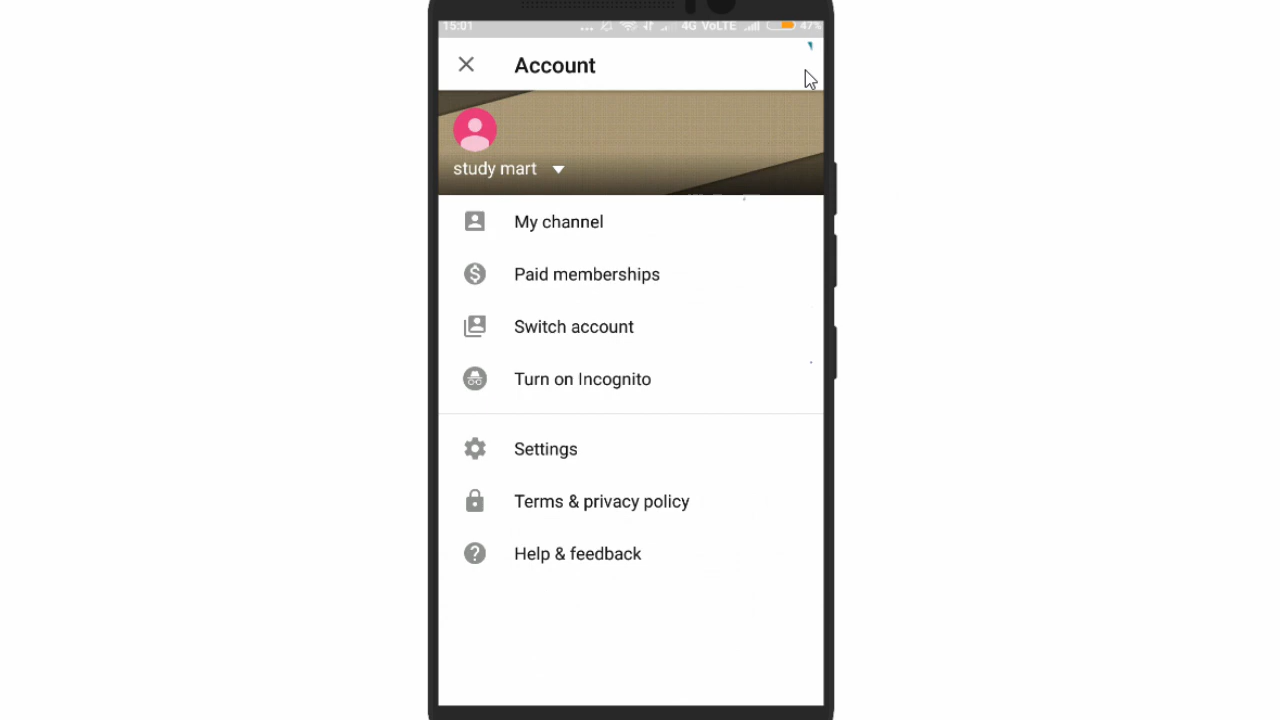 15:01 ... 4G VoLTE 47%
Account
study mart
My channel
Paid memberships
Switch account
Turn on Incognito
Settings
Terms & privacy policy
Help & feedback